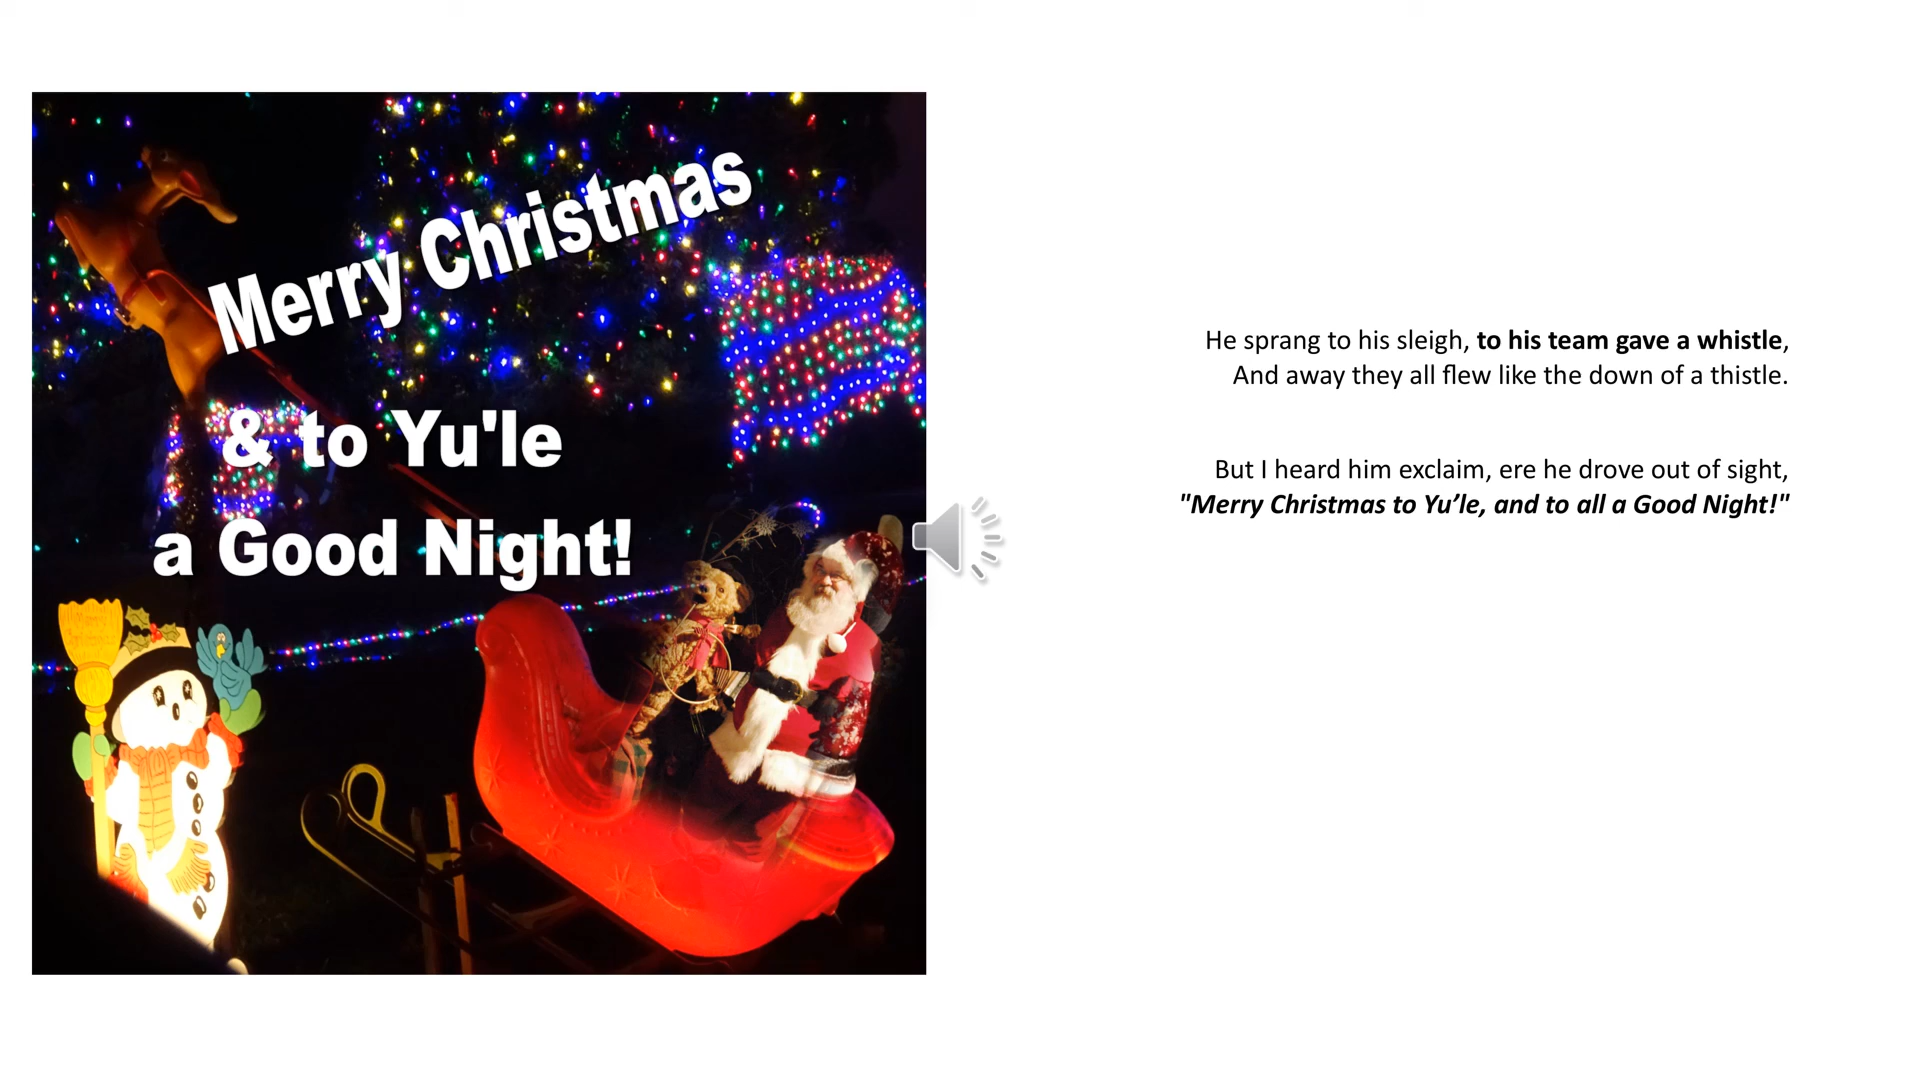 Merry Christmas
& to Yu'le
a Good Night!
He sprang to his sleigh, to his team gave a whistle,
And away they all flew like the down of a thistle.
But I heard him exclaim, ere he drove out of sight,
"Merry Christmas to Yu’le, and to all a Good Night!"